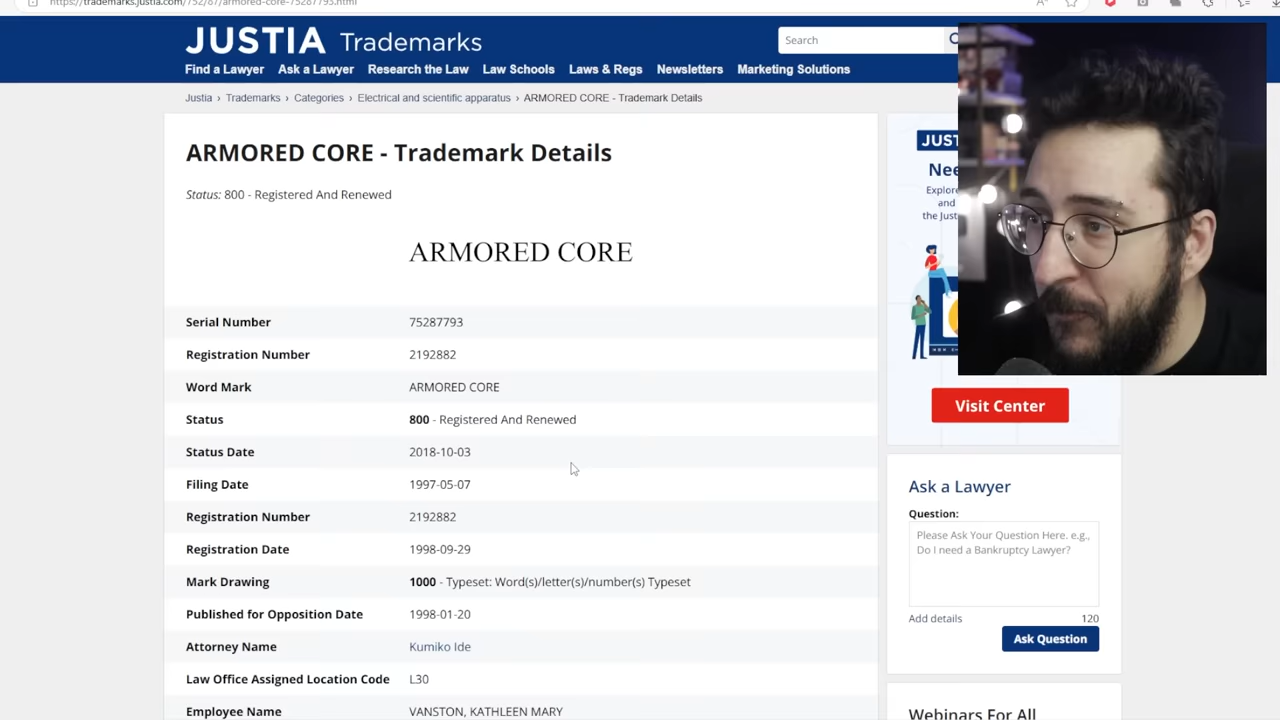 https://trademarks.justia.com/752/87/armored-core-75287793.html
JUSTIA Trademarks
Search
Find a Lawyer Ask a Lawyer Research the Law Law Schools Laws & Regs Newsletters Marketing Solutions
Justia › Trademarks › Categories › Electrical and scientific apparatus › ARMORED CORE - Trademark Details
ARMORED CORE - Trademark Details
Status: 800 - Registered And Renewed
ARMORED CORE
Serial Number 75287793
Registration Number 2192882
Word Mark ARMORED CORE
Status 800 - Registered And Renewed
Status Date 2018-10-03
Filing Date 1997-05-07
Registration Number 2192882
Registration Date 1998-09-29
Mark Drawing 1000 - Typeset: Word(s)/letter(s)/number(s) Typeset
Published for Opposition Date 1998-01-20
Attorney Name Kumiko Ide
Law Office Assigned Location Code L30
Employee Name VANSTON, KATHLEEN MARY
JUST
Nee
Explore
and
the Just
Visit Center
Ask a Lawyer
Question:
Please Ask Your Question Here. e.g.,
Do I need a Bankruptcy Lawyer?
Add details 120
Ask Question
Webinars For All